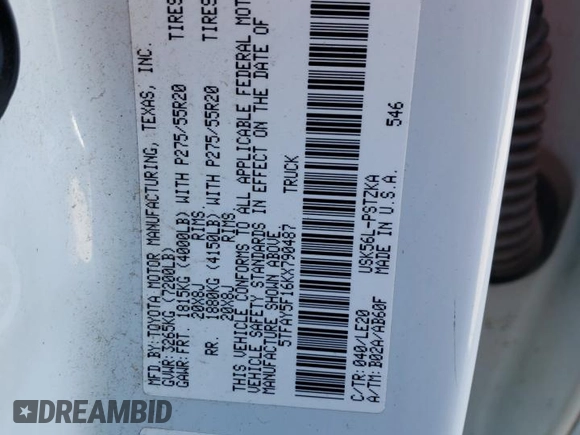 MFD.BY:TOYOTA MOTOR MANUFACTURING, TEXAS, INC.
GVWR: 3265KG (7200LB)
GAWR: FRT. 1815KG (4000LB) WITH P275/55R20 TIRES
20X8J RIMS
RR. 1880KG (4150LB) WITH P275/55R20 TIRES
20X8J RIMS
THIS VEHICLE CONFORMS TO ALL APPLICABLE FEDERAL MOT
VEHICLE SAFETY STANDARDS IN EFFECT ON THE DATE OF
MANUFACTURE SHOWN ABOVE.
5TFAY5F16KX790487 TRUCK
C/TR: 040/LE20 USK56L-PSTZKA 546
A/TM: B02A/AB60F MADE IN U.S.A.
DREAMBID